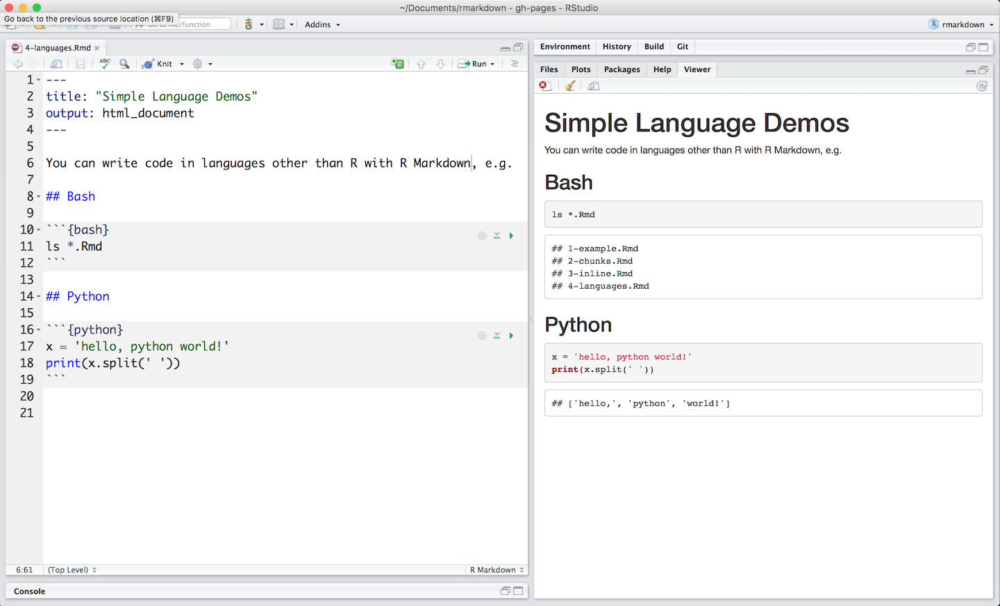 ~/Documents/rmarkdown - gh-pages - RStudio
Go back to the previous source location (⌘F9)
Go to file/function
Addins
rmarkdown
4-languages.Rmd
ABC
Knit
Run
1 ---
2 title: "Simple Language Demos"
3 output: html_document
4 ---
5
6 You can write code in languages other than R with R Markdown, e.g.
7
8 ## Bash
9
10 ```{bash}
11 ls *.Rmd
12 ```
13
14 ## Python
15
16 ```{python}
17 x = 'hello, python world!'
18 print(x.split(' '))
19 ```
20
21
6:61 (Top Level) R Markdown
Console
Environment History Build Git
Files Plots Packages Help Viewer
Simple Language Demos
You can write code in languages other than R with R Markdown, e.g.
Bash
ls *.Rmd
## 1-example.Rmd
## 2-chunks.Rmd
## 3-inline.Rmd
## 4-languages.Rmd
Python
x = 'hello, python world!'
print(x.split(' '))
## ['hello,', 'python', 'world!']